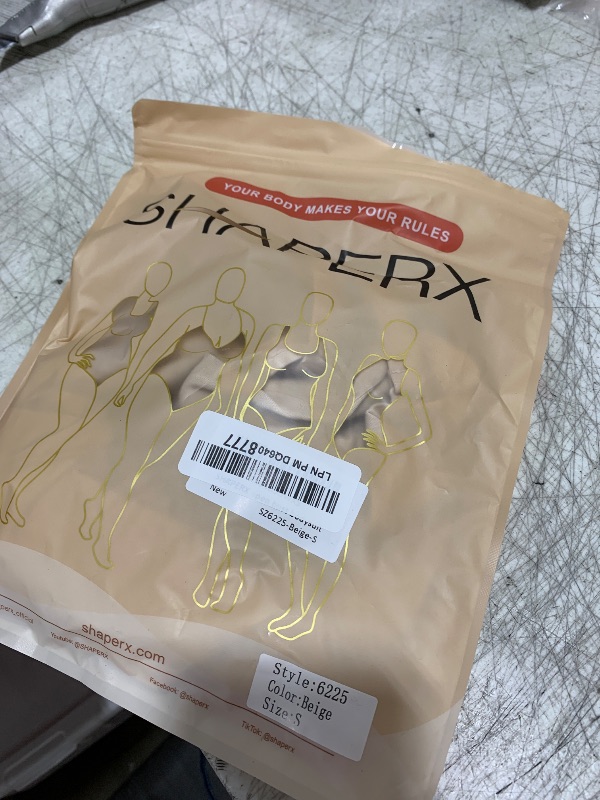 YOUR BODY MAKES YOUR RULES
SHAPERX
LPN PM DQ6408777
Bodysuit
New
SZ6225-Beige-S
shaperx.com
Youtube: @SHAPERX
Facebook: @shaperx
TikTok: @shaperx
Style:6225
Color:Beige
Size:S